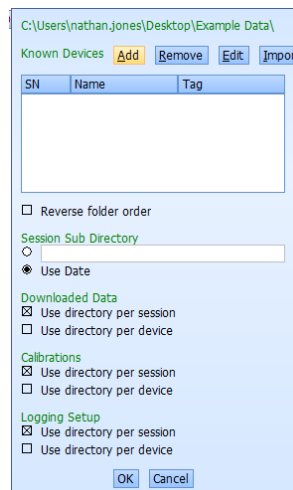 C:\Users\nathan.jones\Desktop\Example Data\
Known Devices Add Remove Edit Impor
SN Name Tag
Reverse folder order
Session Sub Directory
Use Date
Downloaded Data
Use directory per session
Use directory per device
Calibrations
Use directory per session
Use directory per device
Logging Setup
Use directory per session
Use directory per device
OK Cancel